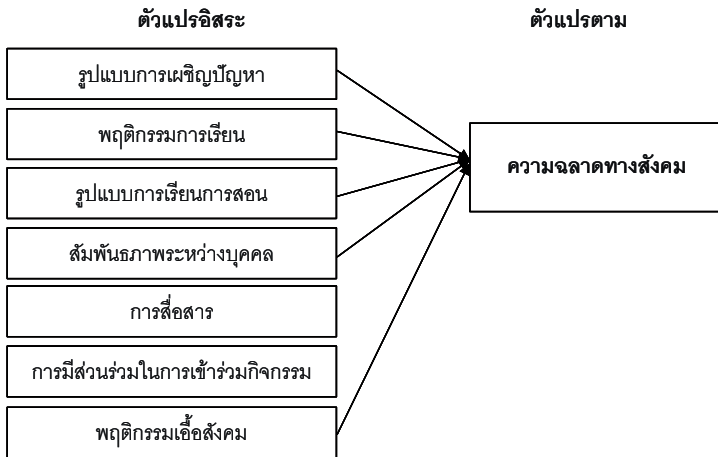 ตัวแปรอิสระ
ตัวแปรตาม
รูปแบบการเผชิญปัญหา
พฤติกรรมการเรียน
รูปแบบการเรียนการสอน
สัมพันธภาพระหว่างบุคคล
การสื่อสาร
การมีส่วนร่วมในการเข้าร่วมกิจกรรม
พฤติกรรมเอื้อสังคม
ความฉลาดทางสังคม